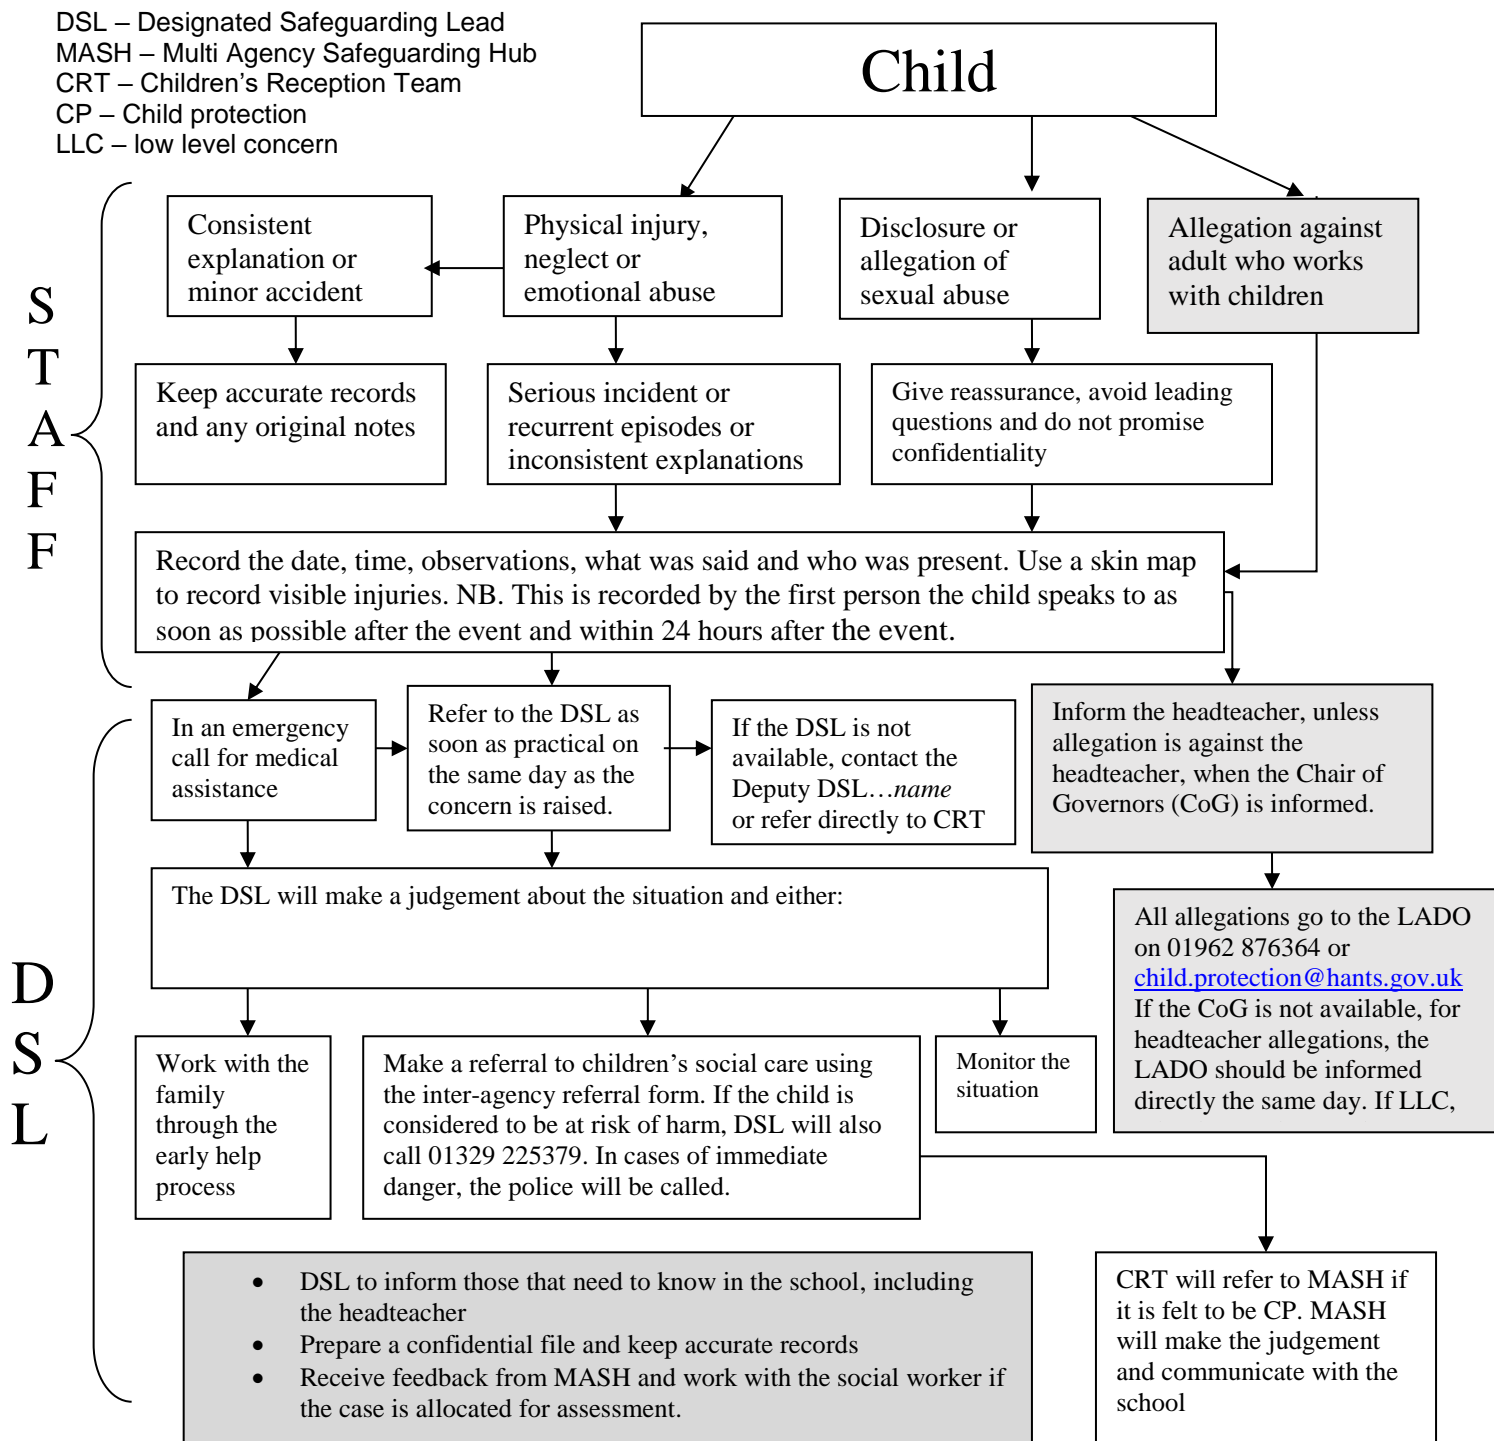 DSL – Designated Safeguarding Lead
MASH – Multi Agency Safeguarding Hub
CRT – Children's Reception Team
CP – Child protection
LLC – low level concern
Child
S
T
A
F
F
Consistent
explanation or
minor accident
Physical injury,
neglect or
emotional abuse
Disclosure or
allegation of
sexual abuse
Allegation against
adult who works
with children
Keep accurate records
and any original notes
Serious incident or
recurrent episodes or
inconsistent explanations
Give reassurance, avoid leading
questions and do not promise
confidentiality
Record the date, time, observations, what was said and who was present. Use a skin map
to record visible injuries. NB. This is recorded by the first person the child speaks to as
soon as possible after the event and within 24 hours after the event.
D
S
L
In an emergency
call for medical
assistance
Refer to the DSL as
soon as practical on
the same day as the
concern is raised.
If the DSL is not
available, contact the
Deputy DSL…name
or refer directly to CRT
Inform the headteacher, unless
allegation is against the
headteacher, when the Chair of
Governors (CoG) is informed.
The DSL will make a judgement about the situation and either:
All allegations go to the LADO
on 01962 876364 or
child.protection@hants.gov.uk
If the CoG is not available, for
headteacher allegations, the
LADO should be informed
directly the same day. If LLC,
Work with the
family
through the
early help
process
Make a referral to children's social care using
the inter-agency referral form. If the child is
considered to be at risk of harm, DSL will also
call 01329 225379. In cases of immediate
danger, the police will be called.
Monitor the
situation
• DSL to inform those that need to know in the school, including
the headteacher
• Prepare a confidential file and keep accurate records
• Receive feedback from MASH and work with the social worker if
the case is allocated for assessment.
CRT will refer to MASH if
it is felt to be CP. MASH
will make the judgement
and communicate with the
school